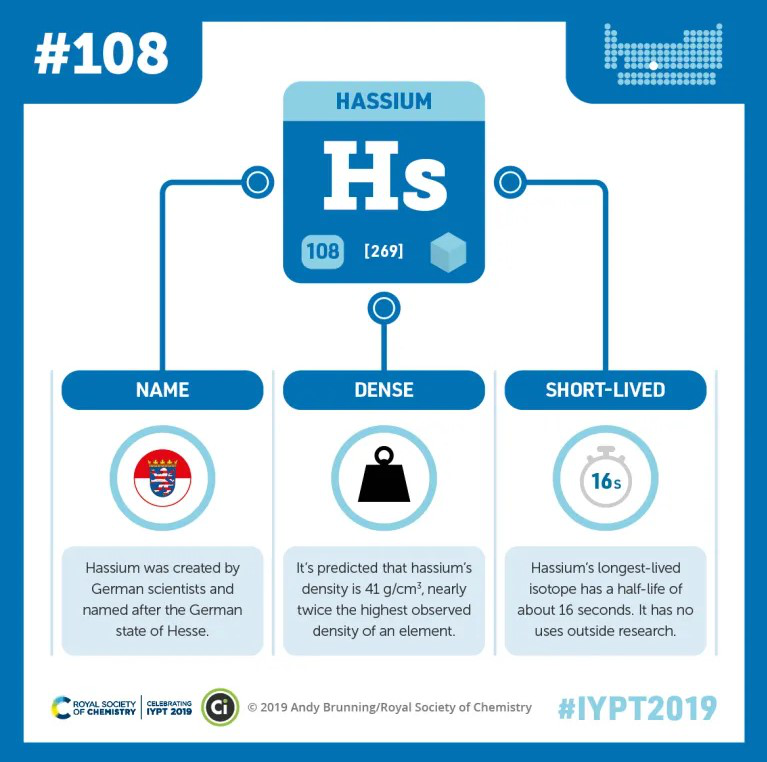 #108
HASSIUM
Hs
108 [269]
NAME
DENSE
SHORT-LIVED
16s
Hassium was created by
German scientists and
named after the German
state of Hesse.
It's predicted that hassium's
density is 41 g/cm³, nearly
twice the highest observed
density of an element.
Hassium's longest-lived
isotope has a half-life of
about 16 seconds. It has no
uses outside research.
ROYAL SOCIETY
OF CHEMISTRY
CELEBRATING
IYPT 2019
Ci
© 2019 Andy Brunning/Royal Society of Chemistry
#IYPT2019